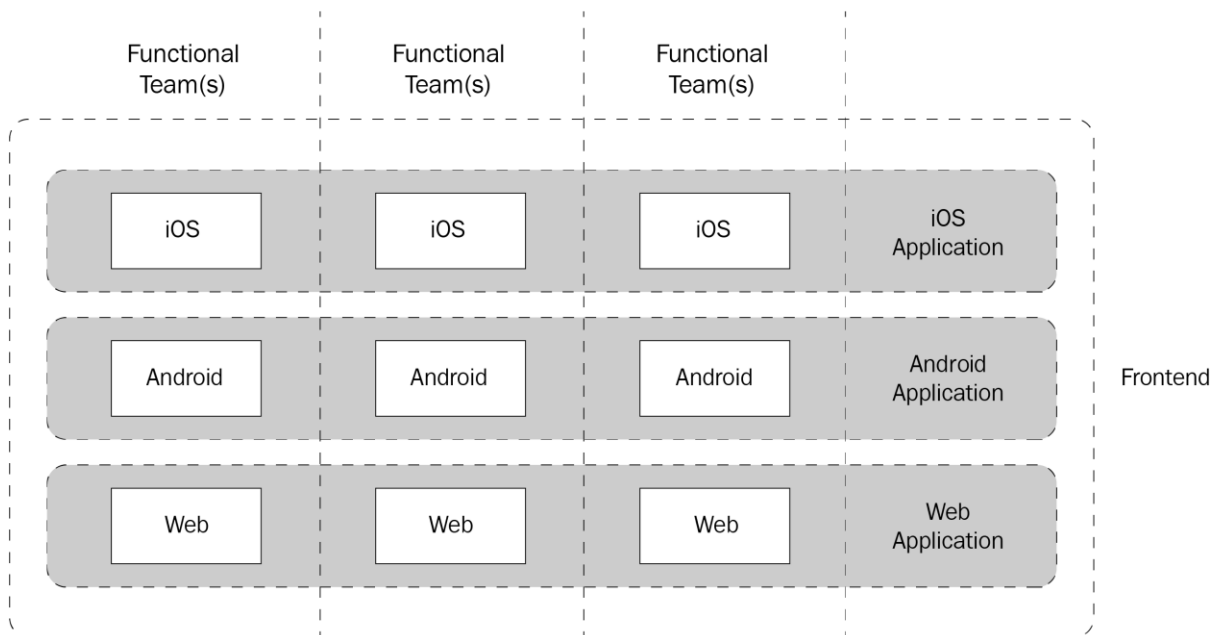 Functional
Team(s)
Functional
Team(s)
Functional
Team(s)
iOS
iOS
iOS
iOS
Application
Android
Android
Android
Android
Application
Frontend
Web
Web
Web
Web
Application